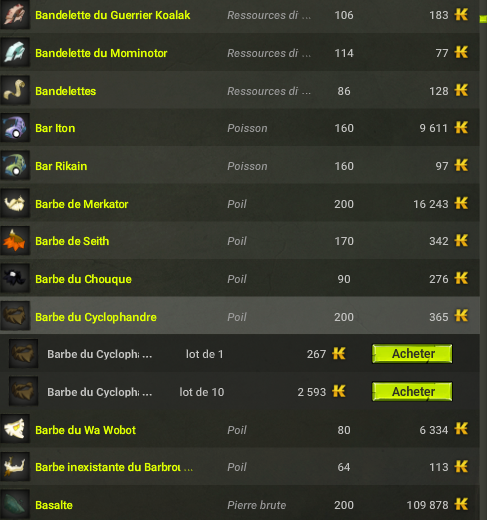 Bandelette du Guerrier Koalak Ressources di ... 106 183
Bandelette du Mominotor Ressources di ... 114 77
Bandelettes Ressources di ... 86 128
Bar Iton Poisson 160 9 611
Bar Rikain Poisson 160 97
Barbe de Merkator Poil 200 16 243
Barbe de Seith Poil 170 342
Barbe du Chouque Poil 90 276
Barbe du Cyclophandre Poil 200 365
Barbe du Cycloph: ... lot de 1 267 Acheter
Barbe du Cycloph: ... lot de 10 2 593 Acheter
Barbe du Wa Wobot Poil 80 6 334
Barbe inexistante du Barbrou ... Poil 64 113
Basalte Pierre brute 200 109 878